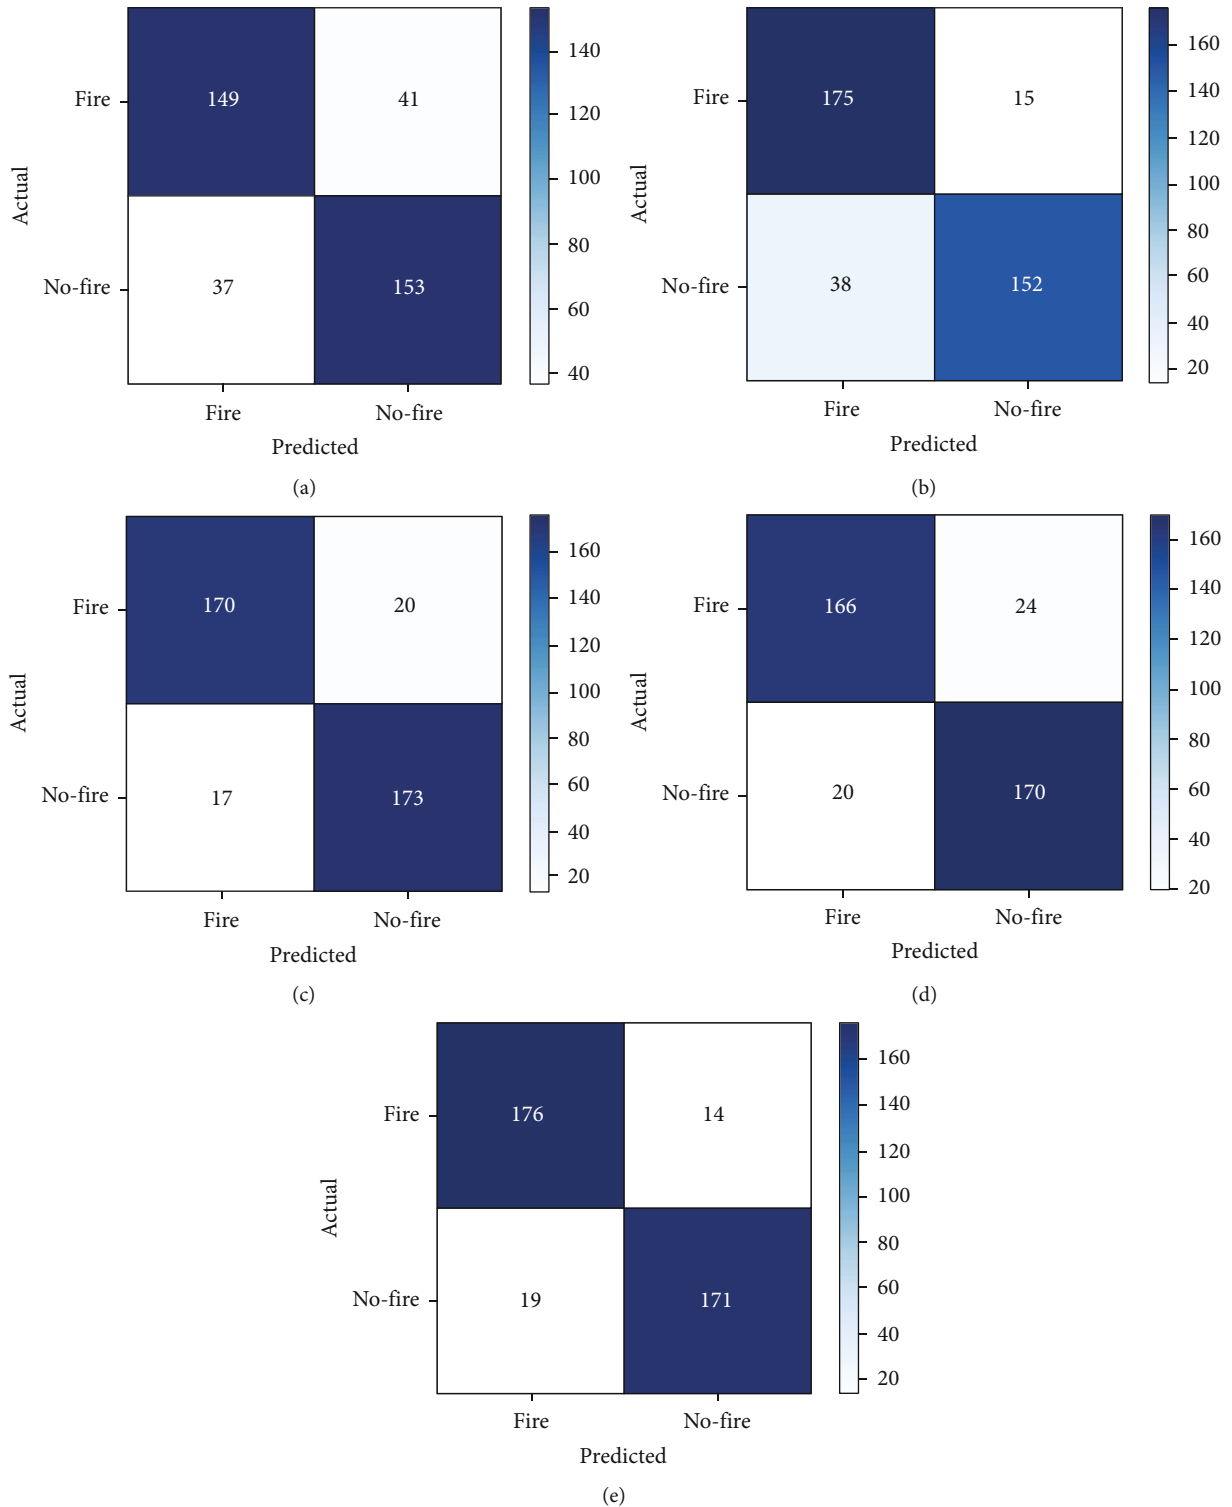 Actual
Fire
No-fire
149
41
37
153
Fire
No-fire
Predicted
140
120
100
80
60
40
(a)
Actual
Fire
No-fire
175
15
38
152
Fire
No-fire
Predicted
160
140
120
100
80
60
40
20
(b)
Actual
Fire
No-fire
170
20
17
173
Fire
No-fire
Predicted
160
140
120
100
80
60
40
20
(c)
Actual
Fire
No-fire
166
24
20
170
Fire
No-fire
Predicted
160
140
120
100
80
60
40
20
(d)
Actual
Fire
No-fire
176
14
19
171
Fire
No-fire
Predicted
160
140
120
100
80
60
40
20
(e)